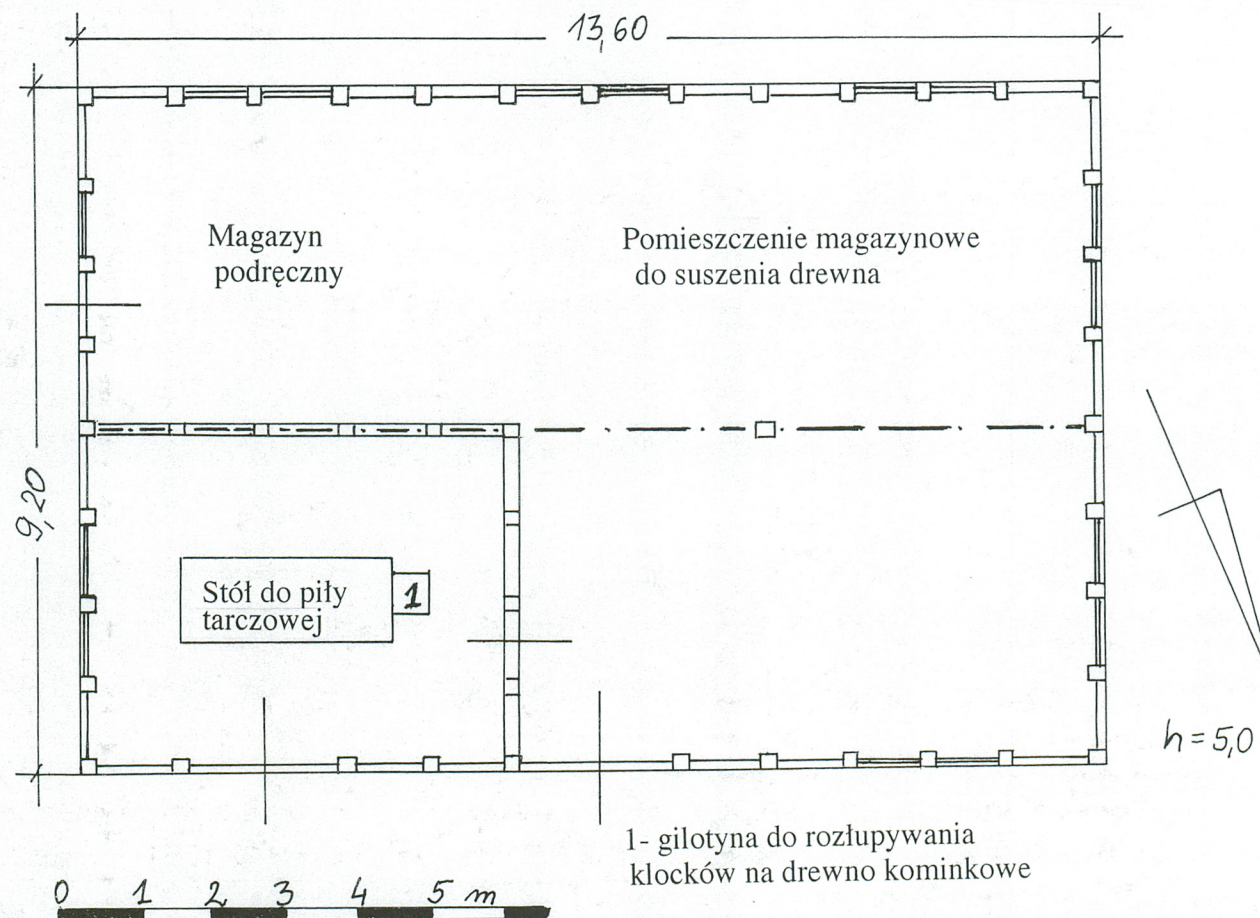 13,60
Magazyn
podręczny
Pomieszczenie magazynowe
do suszenia drewna
9,20
Stół do piły
tarczowej
1
h = 5,0
1- gilotyna do rozłupywania
klocków na drewno kominkowe
0 1 2 3 4 5 m